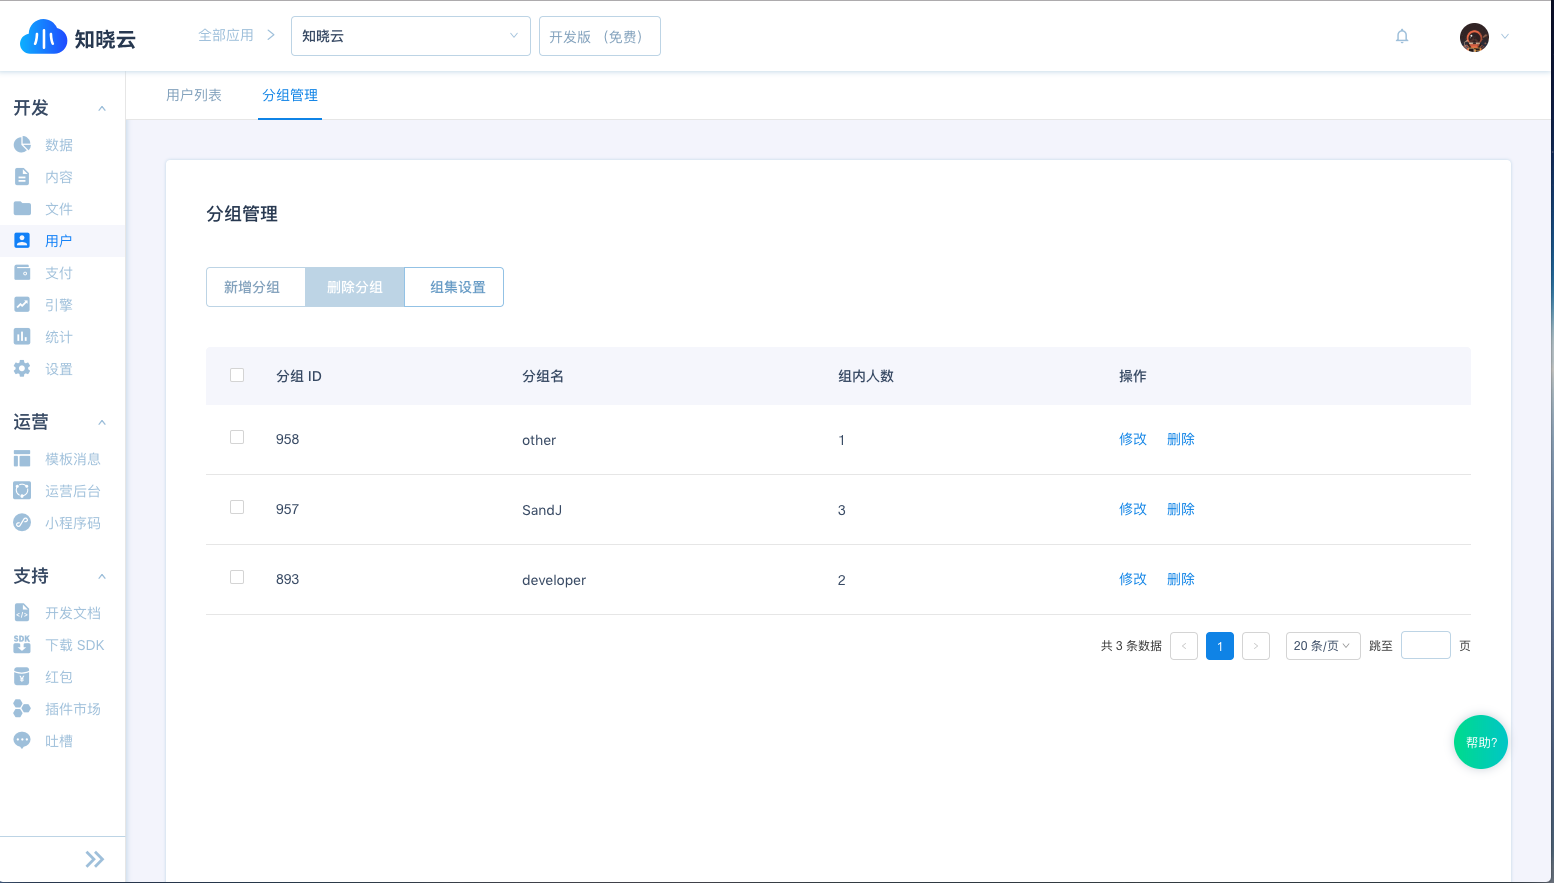 知晓云
全部应用
知晓云
开发版 （免费）
开发
数据
内容
文件
用户
支付
引擎
统计
设置
运营
模板消息
运营后台
小程序码
支持
开发文档
SDK
下载 SDK
红包
插件市场
吐槽
用户列表
分组管理
分组管理
新增分组
删除分组
组集设置
分组 ID 分组名 组内人数 操作
958 other 1 修改 删除
957 SandJ 3 修改 删除
893 developer 2 修改 删除
共 3 条数据 1 20 条/页 跳至 页
帮助?